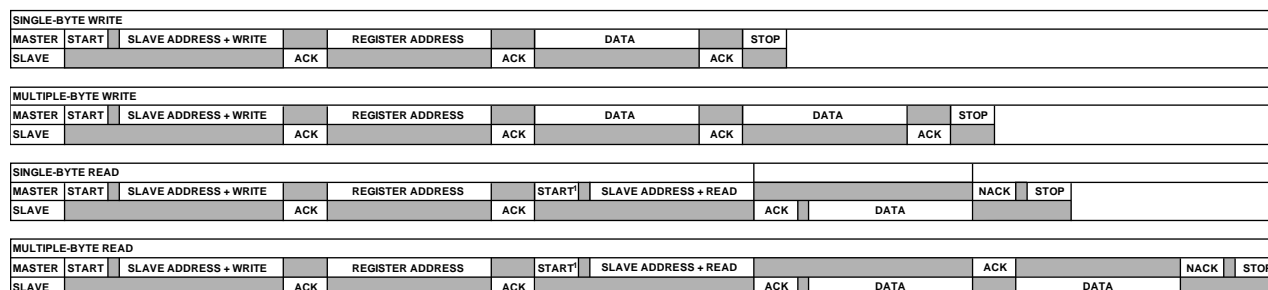 SINGLE-BYTE WRITE
MASTER START SLAVE ADDRESS + WRITE REGISTER ADDRESS DATA STOP
SLAVE ACK ACK ACK
MULTIPLE-BYTE WRITE
MASTER START SLAVE ADDRESS + WRITE REGISTER ADDRESS DATA DATA STOP
SLAVE ACK ACK ACK ACK
SINGLE-BYTE READ
MASTER START SLAVE ADDRESS + WRITE REGISTER ADDRESS START¹ SLAVE ADDRESS + READ NACK STOP
SLAVE ACK ACK ACK DATA
MULTIPLE-BYTE READ
MASTER START SLAVE ADDRESS + WRITE REGISTER ADDRESS START¹ SLAVE ADDRESS + READ ACK NACK STOP
SLAVE ACK ACK ACK DATA DATA